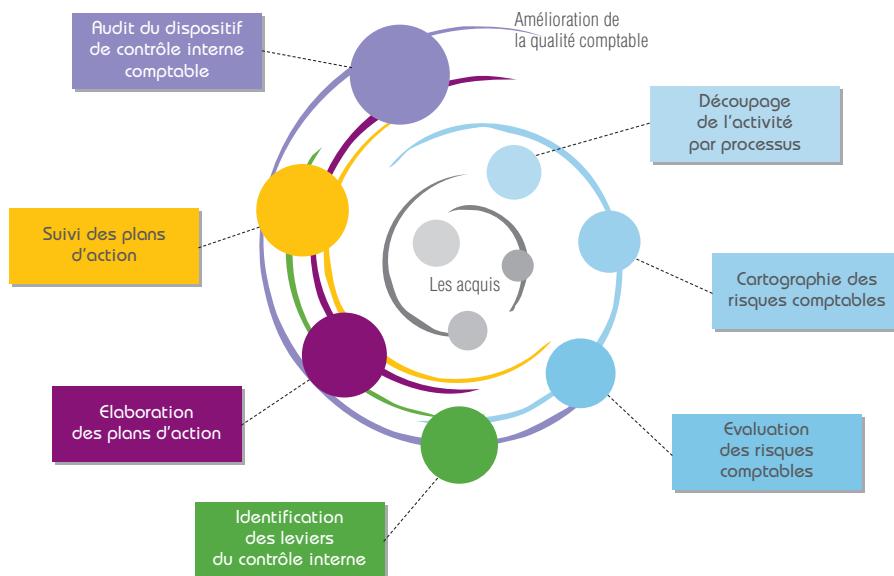 Audit du dispositif
de contrôle interne
comptable
Amélioration de
la qualité comptable
Découpage
de l'activité
par processus
Suivi des plans
d'action
Les acquis
Cartographie des
risques comptables
Elaboration
des plans d'action
Evaluation
des risques
comptables
Identification
des leviers
du contrôle interne